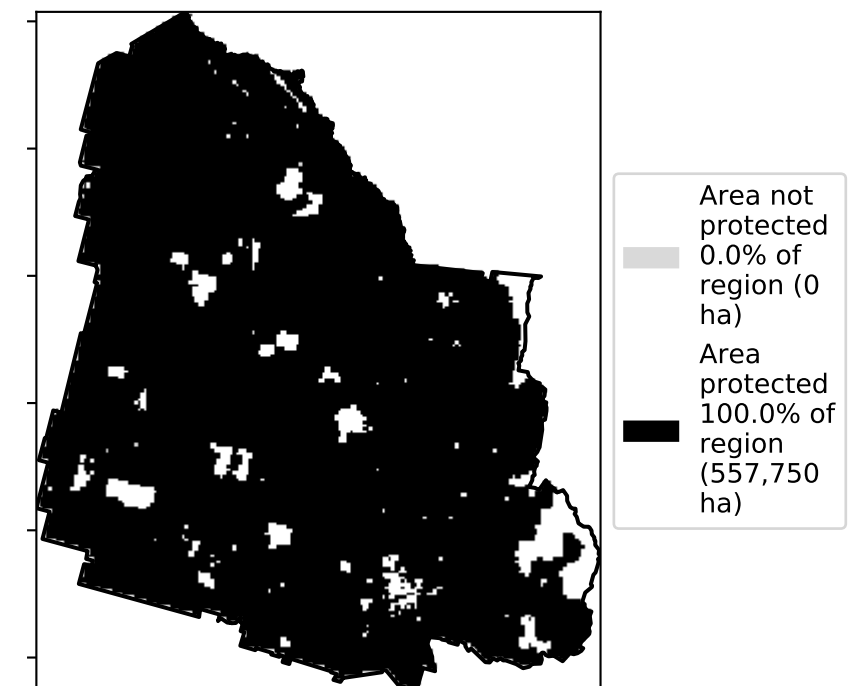 Area not
protected
0.0% of
region (0
ha)
Area
protected
100.0% of
region
(557,750
ha)